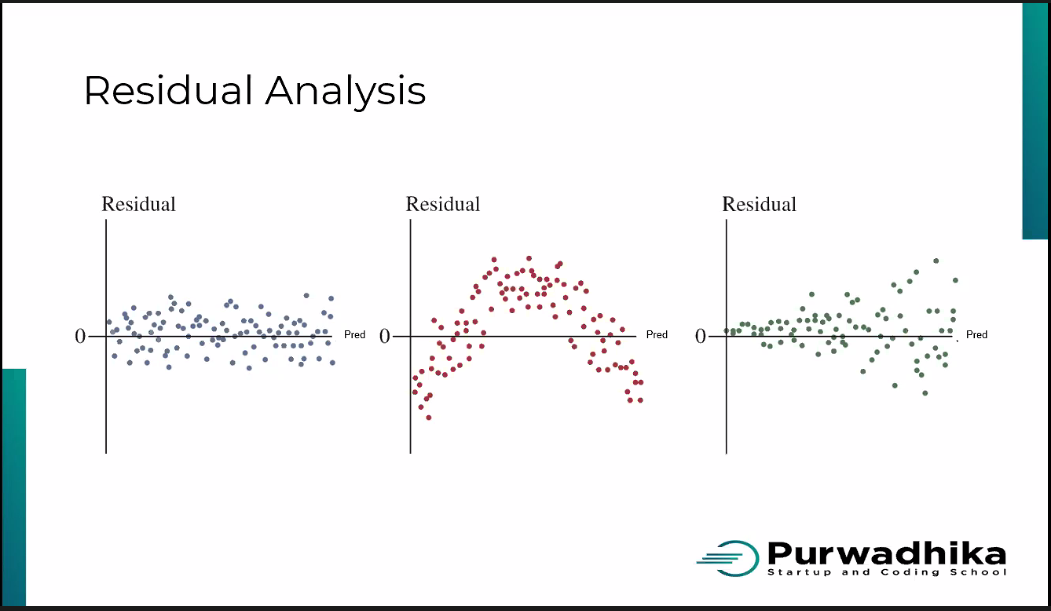 Residual Analysis
Residual
Residual
Residual
0
Pred
0
Pred
0
Pred
Purwadhika
Startup and Coding School